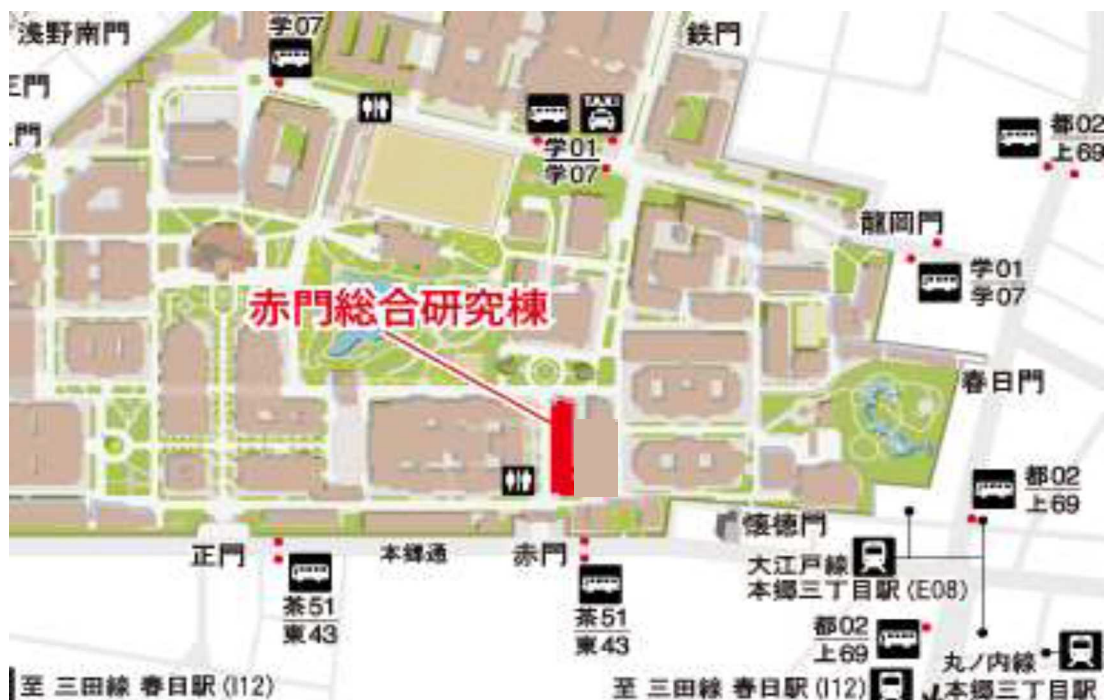 浅野南門
学07
鉄門
門
TAXI
学01
学07
都02
上69
龍岡門
学01
学07
赤門総合研究棟
春日門
都02
上69
正門
本郷通
赤門
懐徳門
大江戸線
本郷三丁目駅(E08)
茶51
東43
茶51
東43
都02
上69
丸ノ内線
本郷三丁目駅
至 三田線 春日駅(I12)
至 三田線 春日駅(I12)